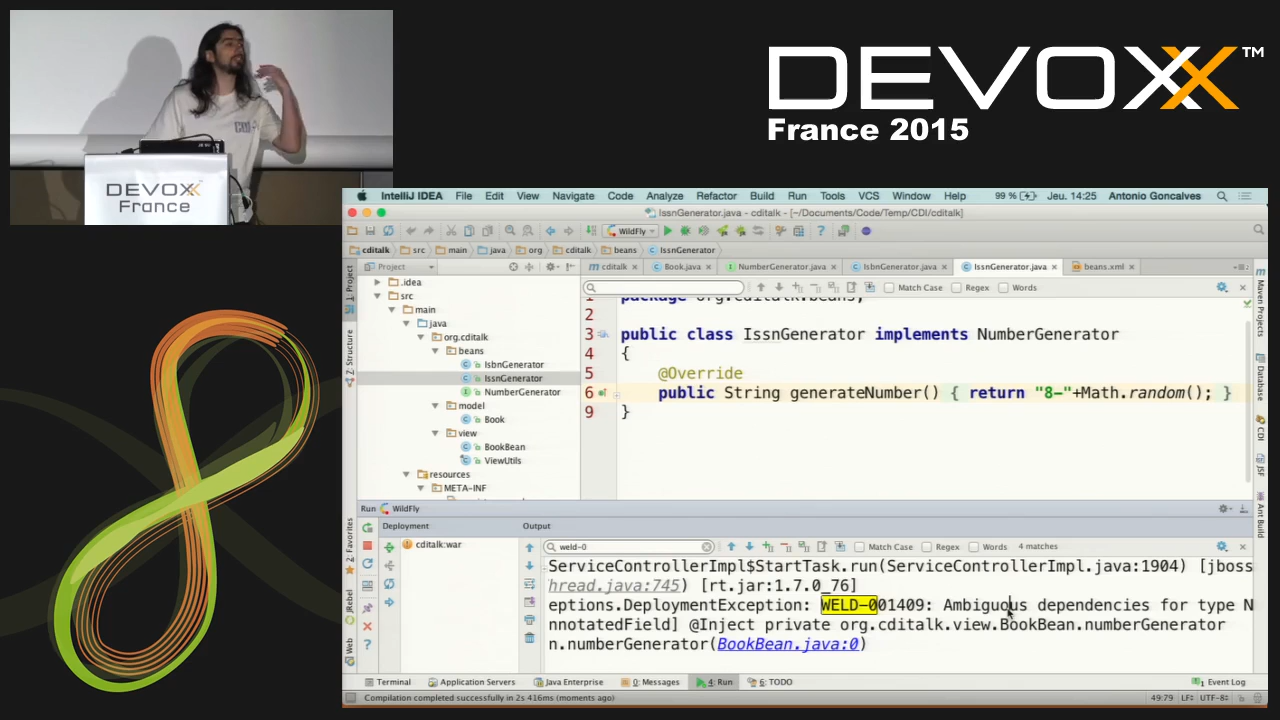 DEVOXX™
France 2015
DEVOXX
France
IntelliJ IDEA File Edit View Navigate Code Analyze Refactor Build Run Tools VCS Window Help 99 % Jeu. 14:25 Antonio Goncalves
IssnGenerator.java - cditalk - [~/Documents/Code/Temp/CDI/cditalk]
WildFly
cditalk src main java org cditalk beans IssnGenerator
Project
cditalk Book.java NumberGenerator.java IsbnGenerator.java IssnGenerator.java beans.xml
Match Case Regex Words
1: Project
Z: Structure
2: Favorites
JRebel
Web
.idea
src
main
java
org.cditalk
beans
IsbnGenerator
IssnGenerator
NumberGenerator
model
Book
view
BookBean
ViewUtils
resources
META-INF
1 package org.cditalk.beans;
2
3 public class IssnGenerator implements NumberGenerator
4 {
5 @Override
6 public String generateNumber() { return "8-"+Math.random(); }
9 }
Maven Projects
Database
CDI
JSF
Ant Build
Run WildFly
Deployment
cditalk:war
Output
weld-0 Match Case Regex Words 4 matches
ServiceControllerImpl$StartTask.run(ServiceControllerImpl.java:1904) [jboss
hread.java:745) [rt.jar:1.7.0_76]
eptions.DeploymentException: WELD-001409: Ambiguous dependencies for type N
nnotatedField] @Inject private org.cditalk.view.BookBean.numberGenerator
n.numberGenerator(BookBean.java:0)
Terminal Application Servers Java Enterprise 0: Messages 4: Run 6: TODO Event Log
Compilation completed successfully in 2s 416ms (moments ago) 49:79 LF÷ UTF-8÷